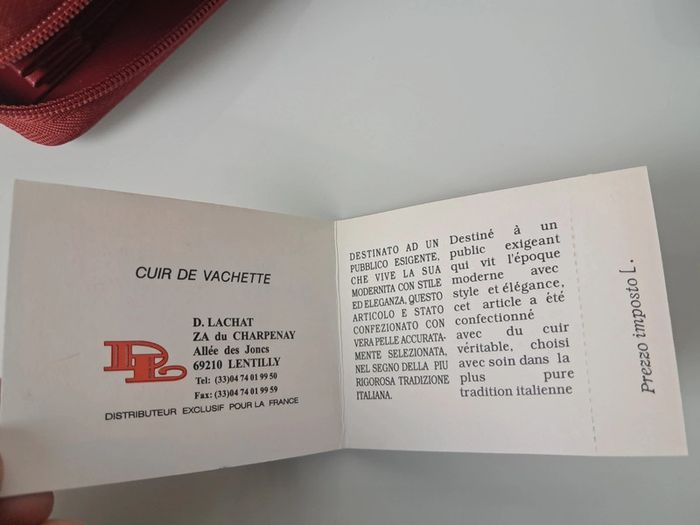 CUIR DE VACHETTE
DL
D. LACHAT
ZA du CHARPENAY
Allée des Joncs
69210 LENTILLY
Tel: (33)04 74 01 99 50
Fax: (33)04 74 01 99 59
DISTRIBUTEUR EXCLUSIF POUR LA FRANCE
DESTINATO AD UN
PUBBLICO ESIGENTE,
CHE VIVE LA SUA
MODERNITA CON STILE
ED ELEGANZA, QUESTO
ARTICOLO E STATO
CONFEZIONATO CON
VERA PELLE ACCURATA-
MENTE SELEZIONATA,
NEL SEGNO DELLA PIU
RIGOROSA TRADIZIONE
ITALIANA.
Destiné à un
public exigeant
qui vit l'époque
moderne avec
style et élégance,
cet article a été
confectionné
avec du cuir
véritable, choisi
avec soin dans la
plus pure
tradition italienne
Prezzo imposto L.